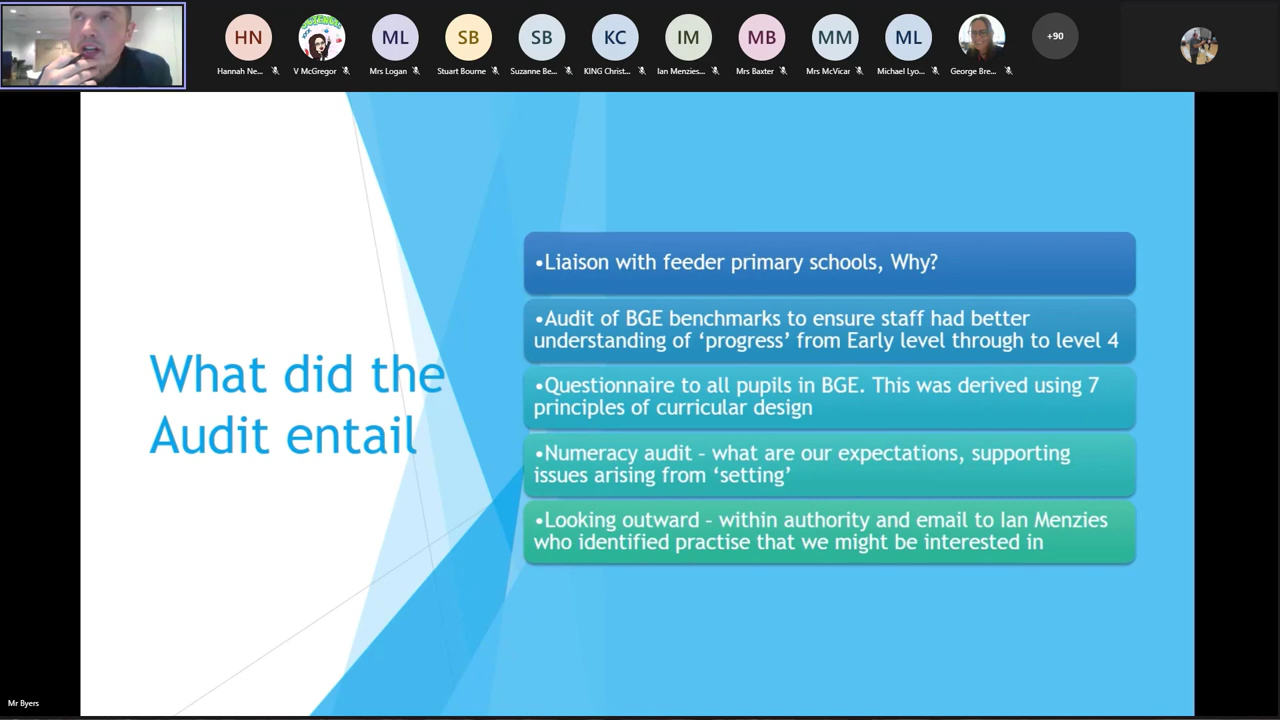 HN
ML
SB
SB
KC
IM
MB
MM
ML
+90
Hannah Ne...
V McGregor
Mrs Logan
Stuart Bourne
Suzanne Be...
KING Christ...
Ian Menzies...
Mrs Baxter
Mrs McVicar
Michael Lyo...
George Bre...
What did the
Audit entail
•Liaison with feeder primary schools, Why?
•Audit of BGE benchmarks to ensure staff had better
understanding of ‘progress’ from Early level through to level 4
•Questionnaire to all pupils in BGE. This was derived using 7
principles of curricular design
•Numeracy audit – what are our expectations, supporting
issues arising from ‘setting’
•Looking outward – within authority and email to Ian Menzies
who identified practise that we might be interested in
Mr Byers